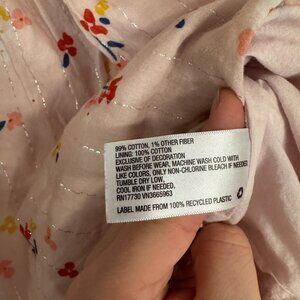 99% COTTON, 1% OTHER FIBER
LINING: 100% COTTON
EXCLUSIVE OF DECORATION
WASH BEFORE WEAR, MACHINE WASH COLD WITH
LIKE COLORS, ONLY NON-CHLORINE BLEACH IF NEEDED,
TUMBLE DRY LOW,
COOL IRON IF NEEDED.
RN17730 VN3665963
LABEL MADE FROM 100% RECYCLED PLASTIC